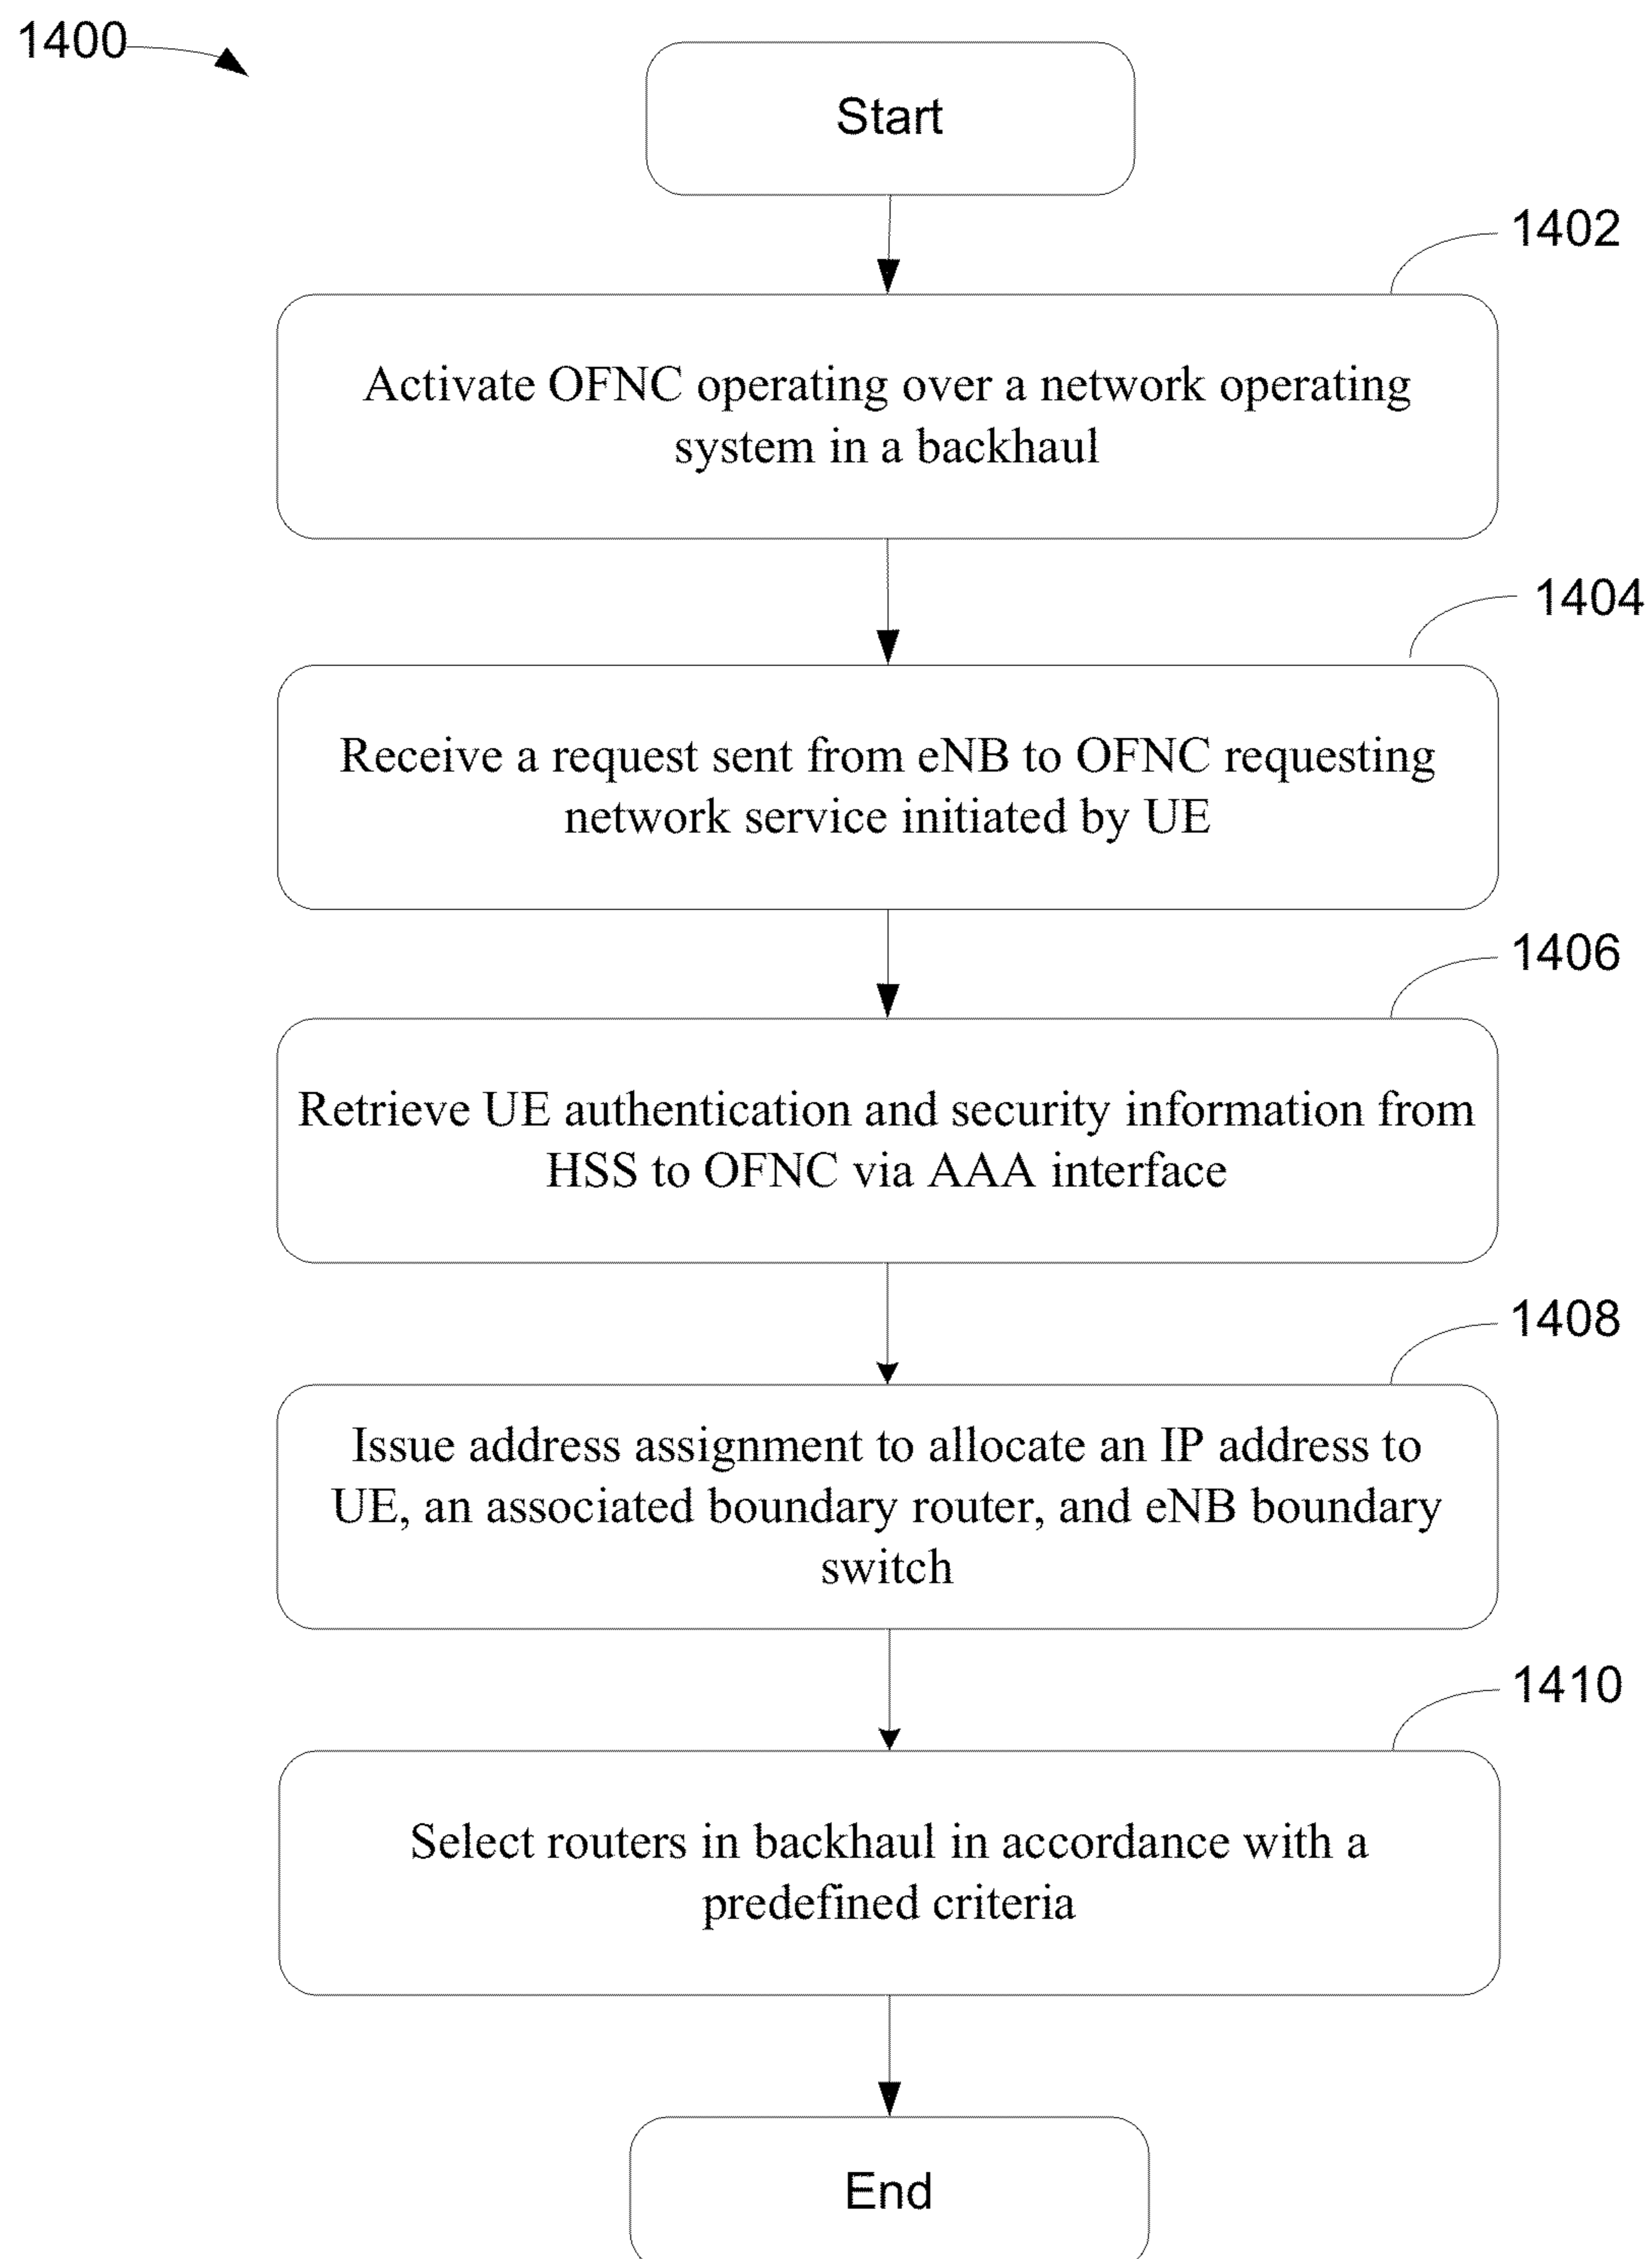 1400
Start
1402
Activate OFNC operating over a network operating
system in a backhaul
1404
Receive a request sent from eNB to OFNC requesting
network service initiated by UE
1406
Retrieve UE authentication and security information from
HSS to OFNC via AAA interface
1408
Issue address assignment to allocate an IP address to
UE, an associated boundary router, and eNB boundary
switch
1410
Select routers in backhaul in accordance with a
predefined criteria
End